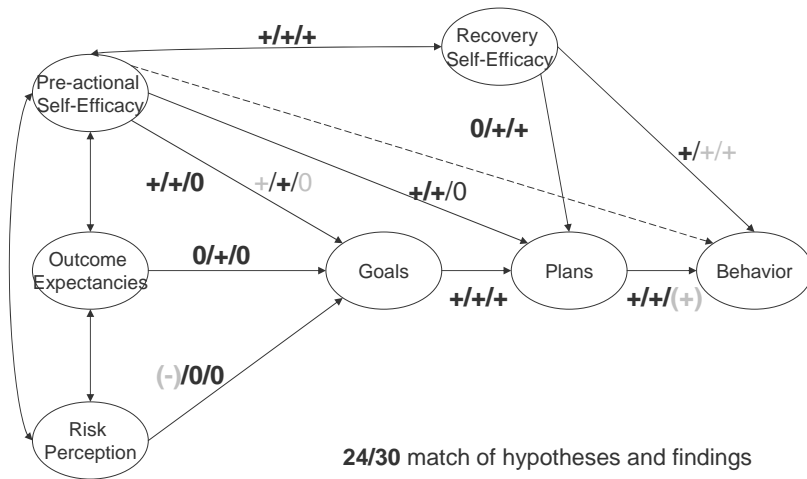 +/+/+
Recovery
Self-Efficacy
Pre-actional
Self-Efficacy
0/+/+
+/+/+
+/+/0
+/+/0
+/+/0
Outcome
Expectancies
0/+/0
Goals
Plans
Behavior
+/+/+
+/+/(+)
(-)/0/0
Risk
Perception
24/30 match of hypotheses and findings